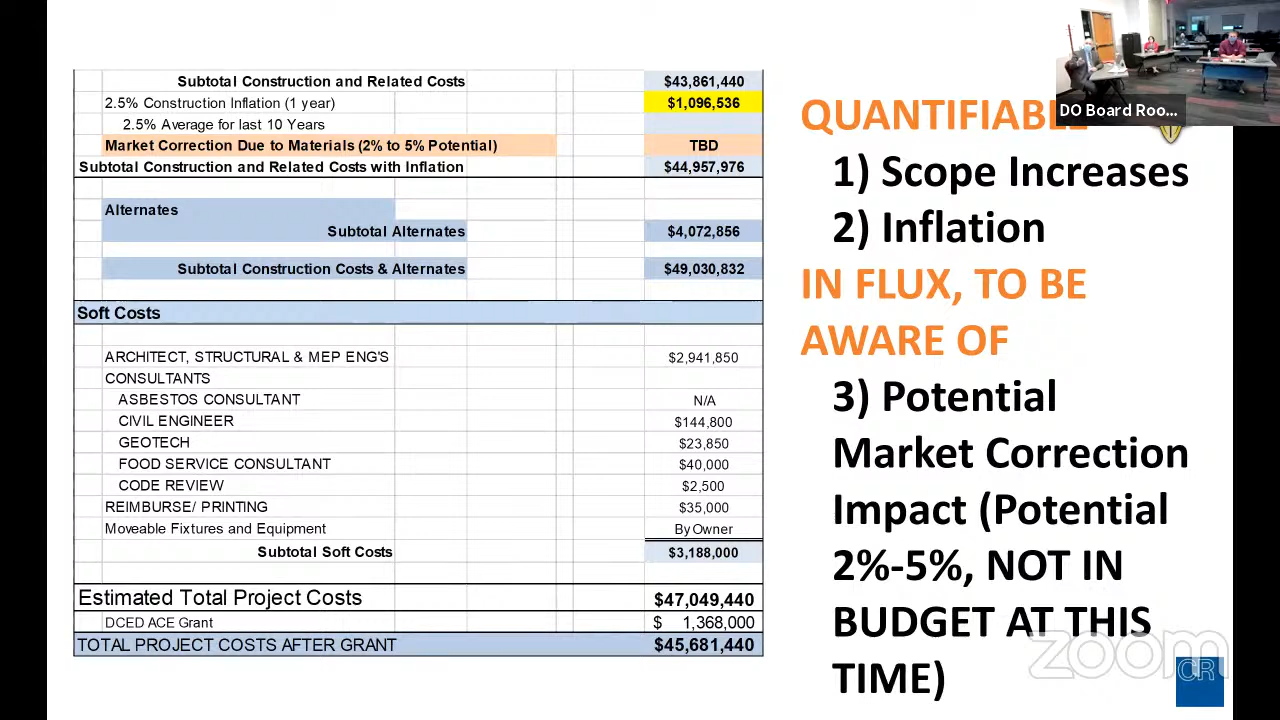 Subtotal Construction and Related Costs $43,861,440
2.5% Construction Inflation (1 year) $1,096,536
2.5% Average for last 10 Years
Market Correction Due to Materials (2% to 5% Potential) TBD
Subtotal Construction and Related Costs with Inflation $44,957,976
Alternates
Subtotal Alternates $4,072,856
Subtotal Construction Costs & Alternates $49,030,832
Soft Costs
ARCHITECT, STRUCTURAL & MEP ENG'S $2,941,850
CONSULTANTS
ASBESTOS CONSULTANT N/A
CIVIL ENGINEER $144,800
GEOTECH $23,850
FOOD SERVICE CONSULTANT $40,000
CODE REVIEW $2,500
REIMBURSE/ PRINTING $35,000
Moveable Fixtures and Equipment By Owner
Subtotal Soft Costs $3,188,000
Estimated Total Project Costs $47,049,440
DCED ACE Grant $ 1,368,000
TOTAL PROJECT COSTS AFTER GRANT $45,681,440
DO Board Roo...
QUANTIFIABLE
1) Scope Increases
2) Inflation
IN FLUX, TO BE
AWARE OF
3) Potential
Market Correction
Impact (Potential
2%-5%, NOT IN
BUDGET AT THIS
TIME)
zoom
CR